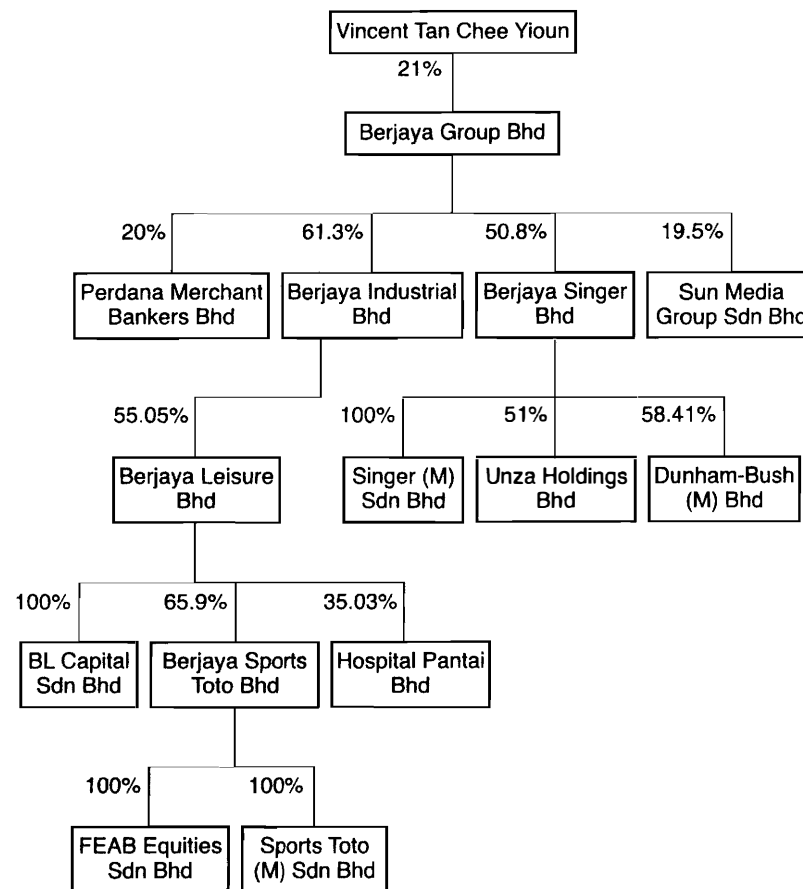 Vincent Tan Chee Yioun
21%
Berjaya Group Bhd
20% 61.3% 50.8% 19.5%
Perdana Merchant
Bankers Bhd
Berjaya Industrial
Bhd
Berjaya Singer
Bhd
Sun Media
Group Sdn Bhd
55.05% 100% 51% 58.41%
Berjaya Leisure
Bhd
Singer (M)
Sdn Bhd
Unza Holdings
Bhd
Dunham-Bush
(M) Bhd
100% 65.9% 35.03%
BL Capital
Sdn Bhd
Berjaya Sports
Toto Bhd
Hospital Pantai
Bhd
100% 100%
FEAB Equities
Sdn Bhd
Sports Toto
(M) Sdn Bhd